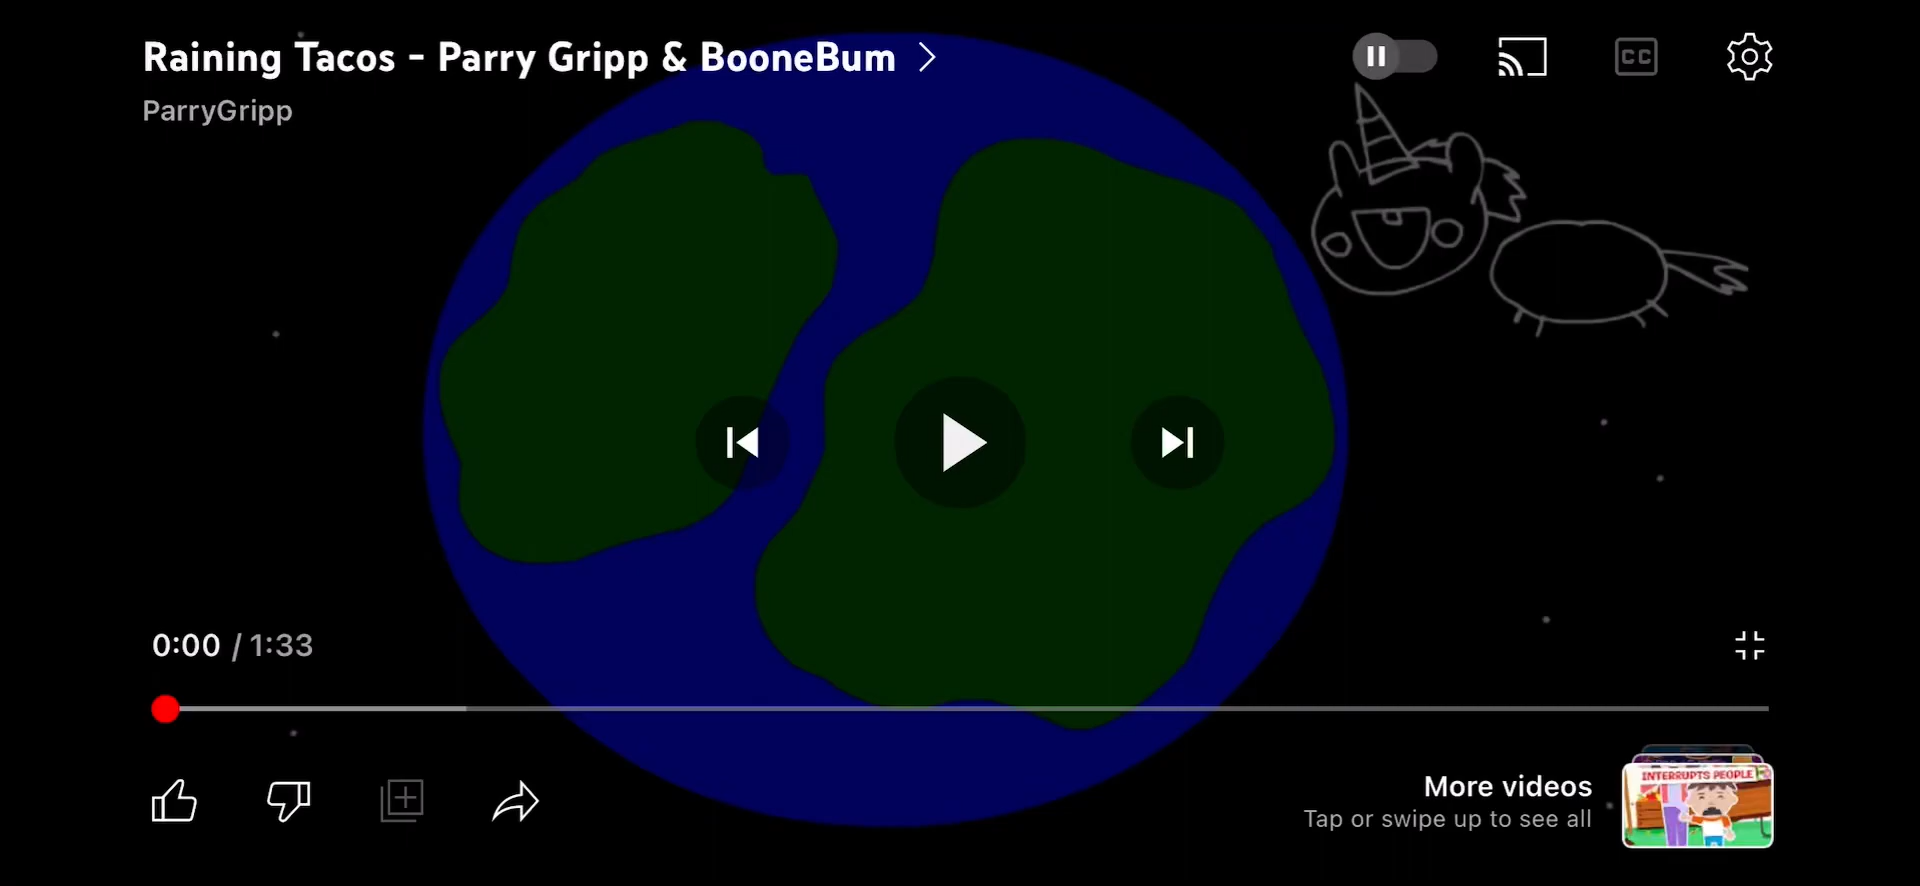 Raining Tacos - Parry Gripp & BooneBum
ParryGripp
CC
0:00 / 1:33
More videos
Tap or swipe up to see all
INTERRUPTS PEOPLE